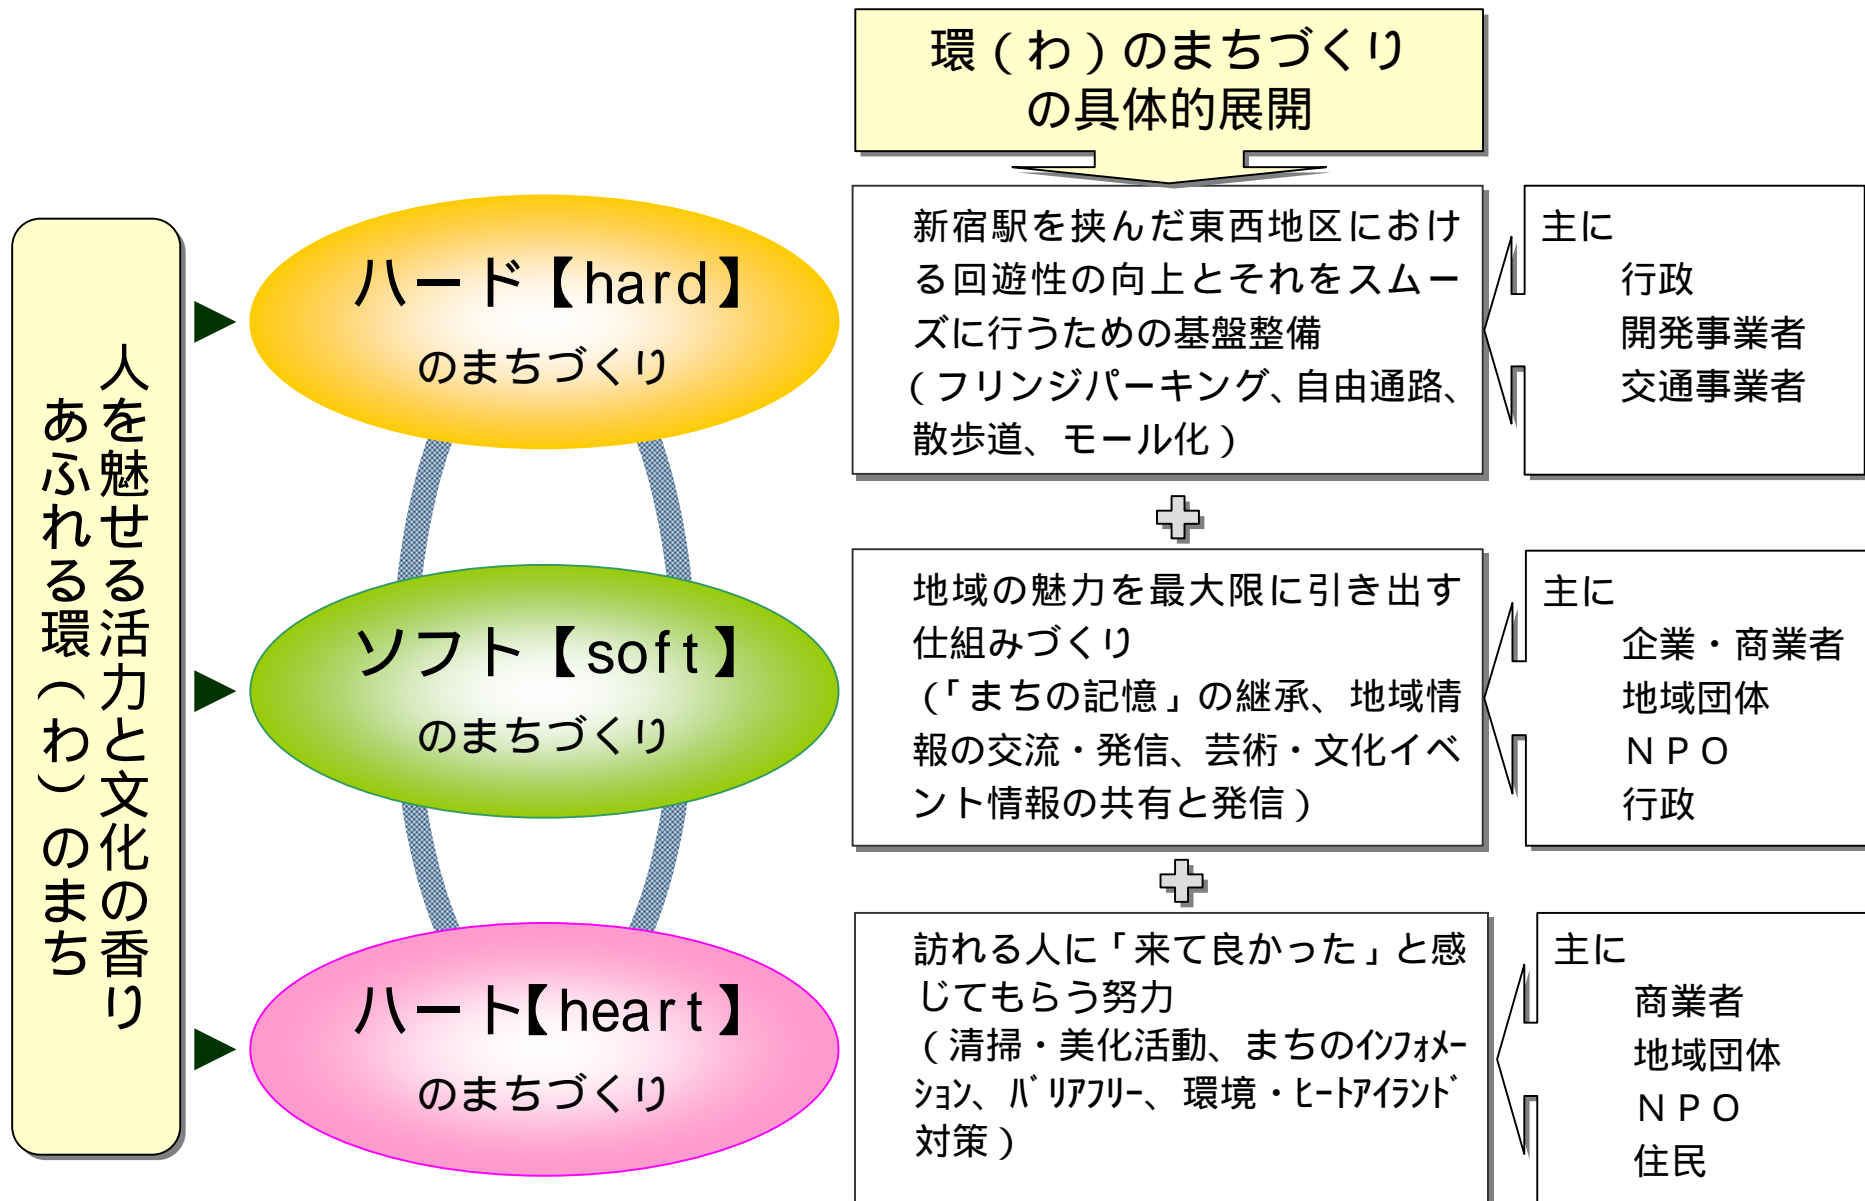 環（わ）のまちづくり
の具体的展開
人を魅せる活力と文化の香り
あふれる環（わ）のまち
ハード【hard】
のまちづくり
新宿駅を挟んだ東西地区におけ
る回遊性の向上とそれをスムー
ズに行うための基盤整備
（フリンジパーキング、自由通路、
散歩道、モール化）
主に
行政
開発事業者
交通事業者
ソフト【soft】
のまちづくり
地域の魅力を最大限に引き出す
仕組みづくり
（「まちの記憶」の継承、地域情
報の交流・発信、芸術・文化イベ
ント情報の共有と発信）
主に
企業・商業者
地域団体
ＮＰＯ
行政
ハート【heart】
のまちづくり
訪れる人に「来て良かった」と感
じてもらう努力
（清掃・美化活動、まちのｲﾝﾌｫﾒｰ
ｼｮﾝ、ﾊﾞﾘｱﾌﾘｰ、環境・ﾋｰﾄｱｲﾗﾝﾄﾞ
対策）
主に
商業者
地域団体
ＮＰＯ
住民